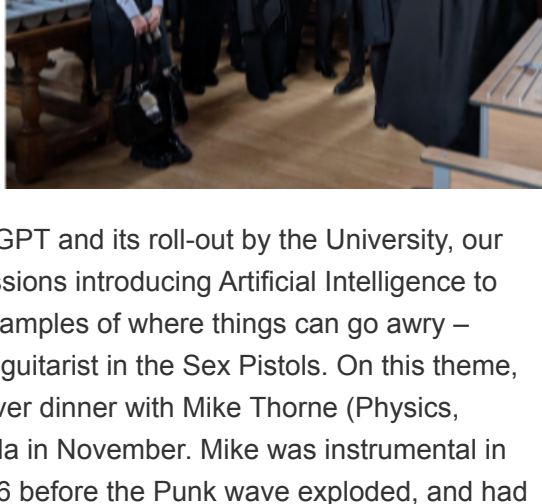 GPT and its roll-out by the University, our
ssions introducing Artificial Intelligence to
amples of where things can go awry –
guitarist in the Sex Pistols. On this theme,
ver dinner with Mike Thorne (Physics,
la in November. Mike was instrumental in
6 before the Punk wave exploded, and had